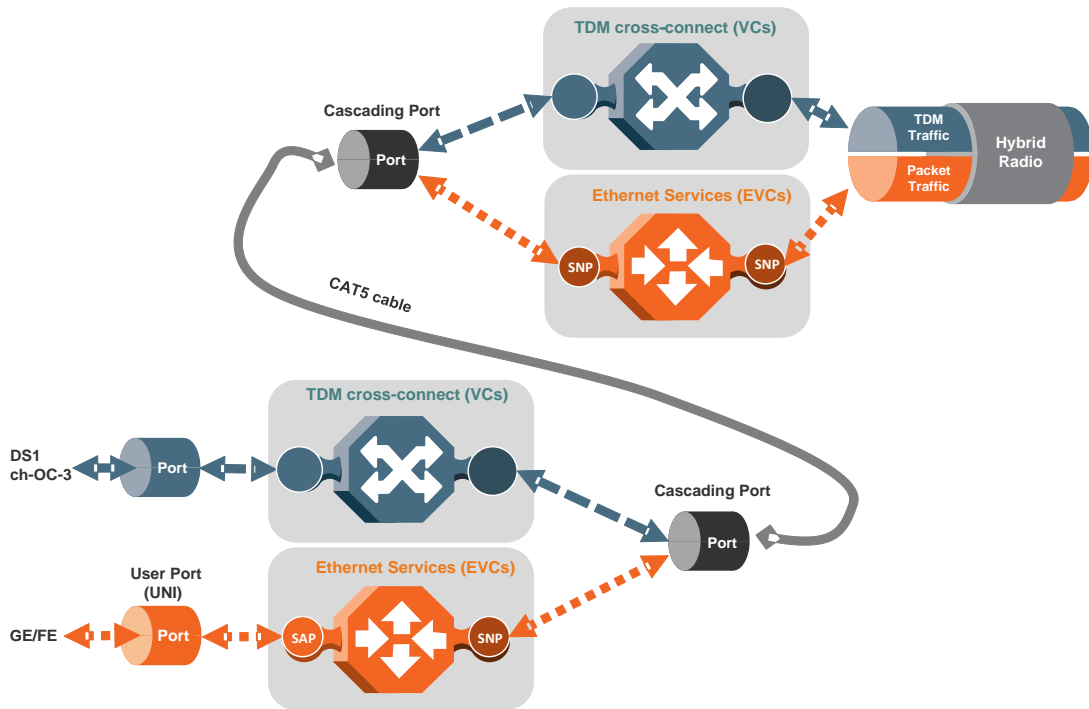 TDM cross-connect (VCs)
Cascading Port
Port
TDM
Traffic
Hybrid
Radio
Packet
Traffic
Ethernet Services (EVCs)
SNP
SNP
CAT5 cable
TDM cross-connect (VCs)
DS1
ch-OC-3
Port
Cascading Port
Port
Ethernet Services (EVCs)
User Port
(UNI)
GE/FE
Port
SAP
SNP